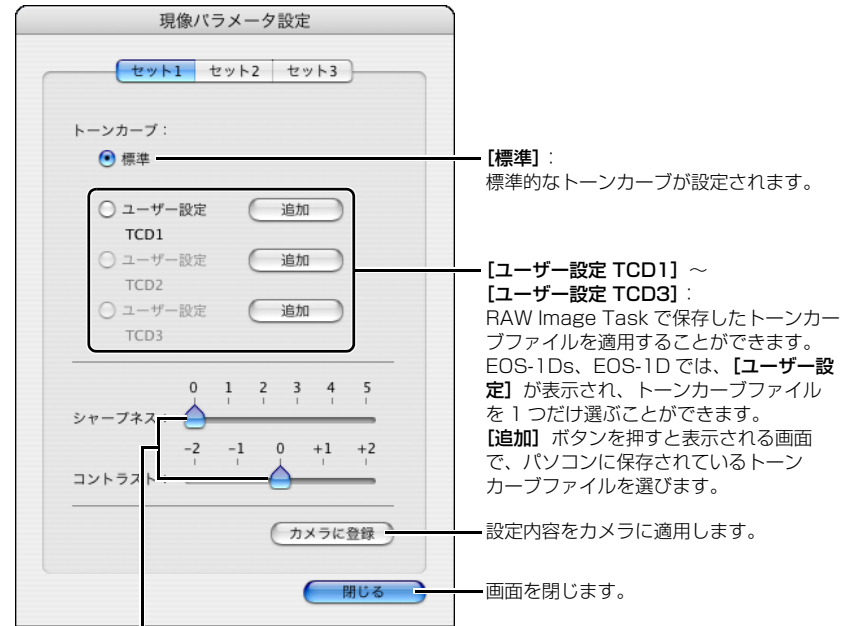 現像パラメータ設定
セット1 セット2 セット3
トーンカーブ：
標準
ユーザー設定 追加
TCD1
ユーザー設定 追加
TCD2
ユーザー設定 追加
TCD3
0 1 2 3 4 5
シャープネス：
-2 -1 0 +1 +2
コントラスト：
カメラに登録
閉じる
［標準］：
標準的なトーンカーブが設定されます。
［ユーザー設定 TCD1］～
［ユーザー設定 TCD3］：
RAW Image Task で保存したトーンカー
ブファイルを適用することができます。
EOS-1Ds、EOS-1D では、［ユーザー設
定］が表示され、トーンカーブファイル
を 1 つだけ選ぶことができます。
［追加］ボタンを押すと表示される画面
で、パソコンに保存されているトーン
カーブファイルを選びます。
設定内容をカメラに適用します。
画面を閉じます。